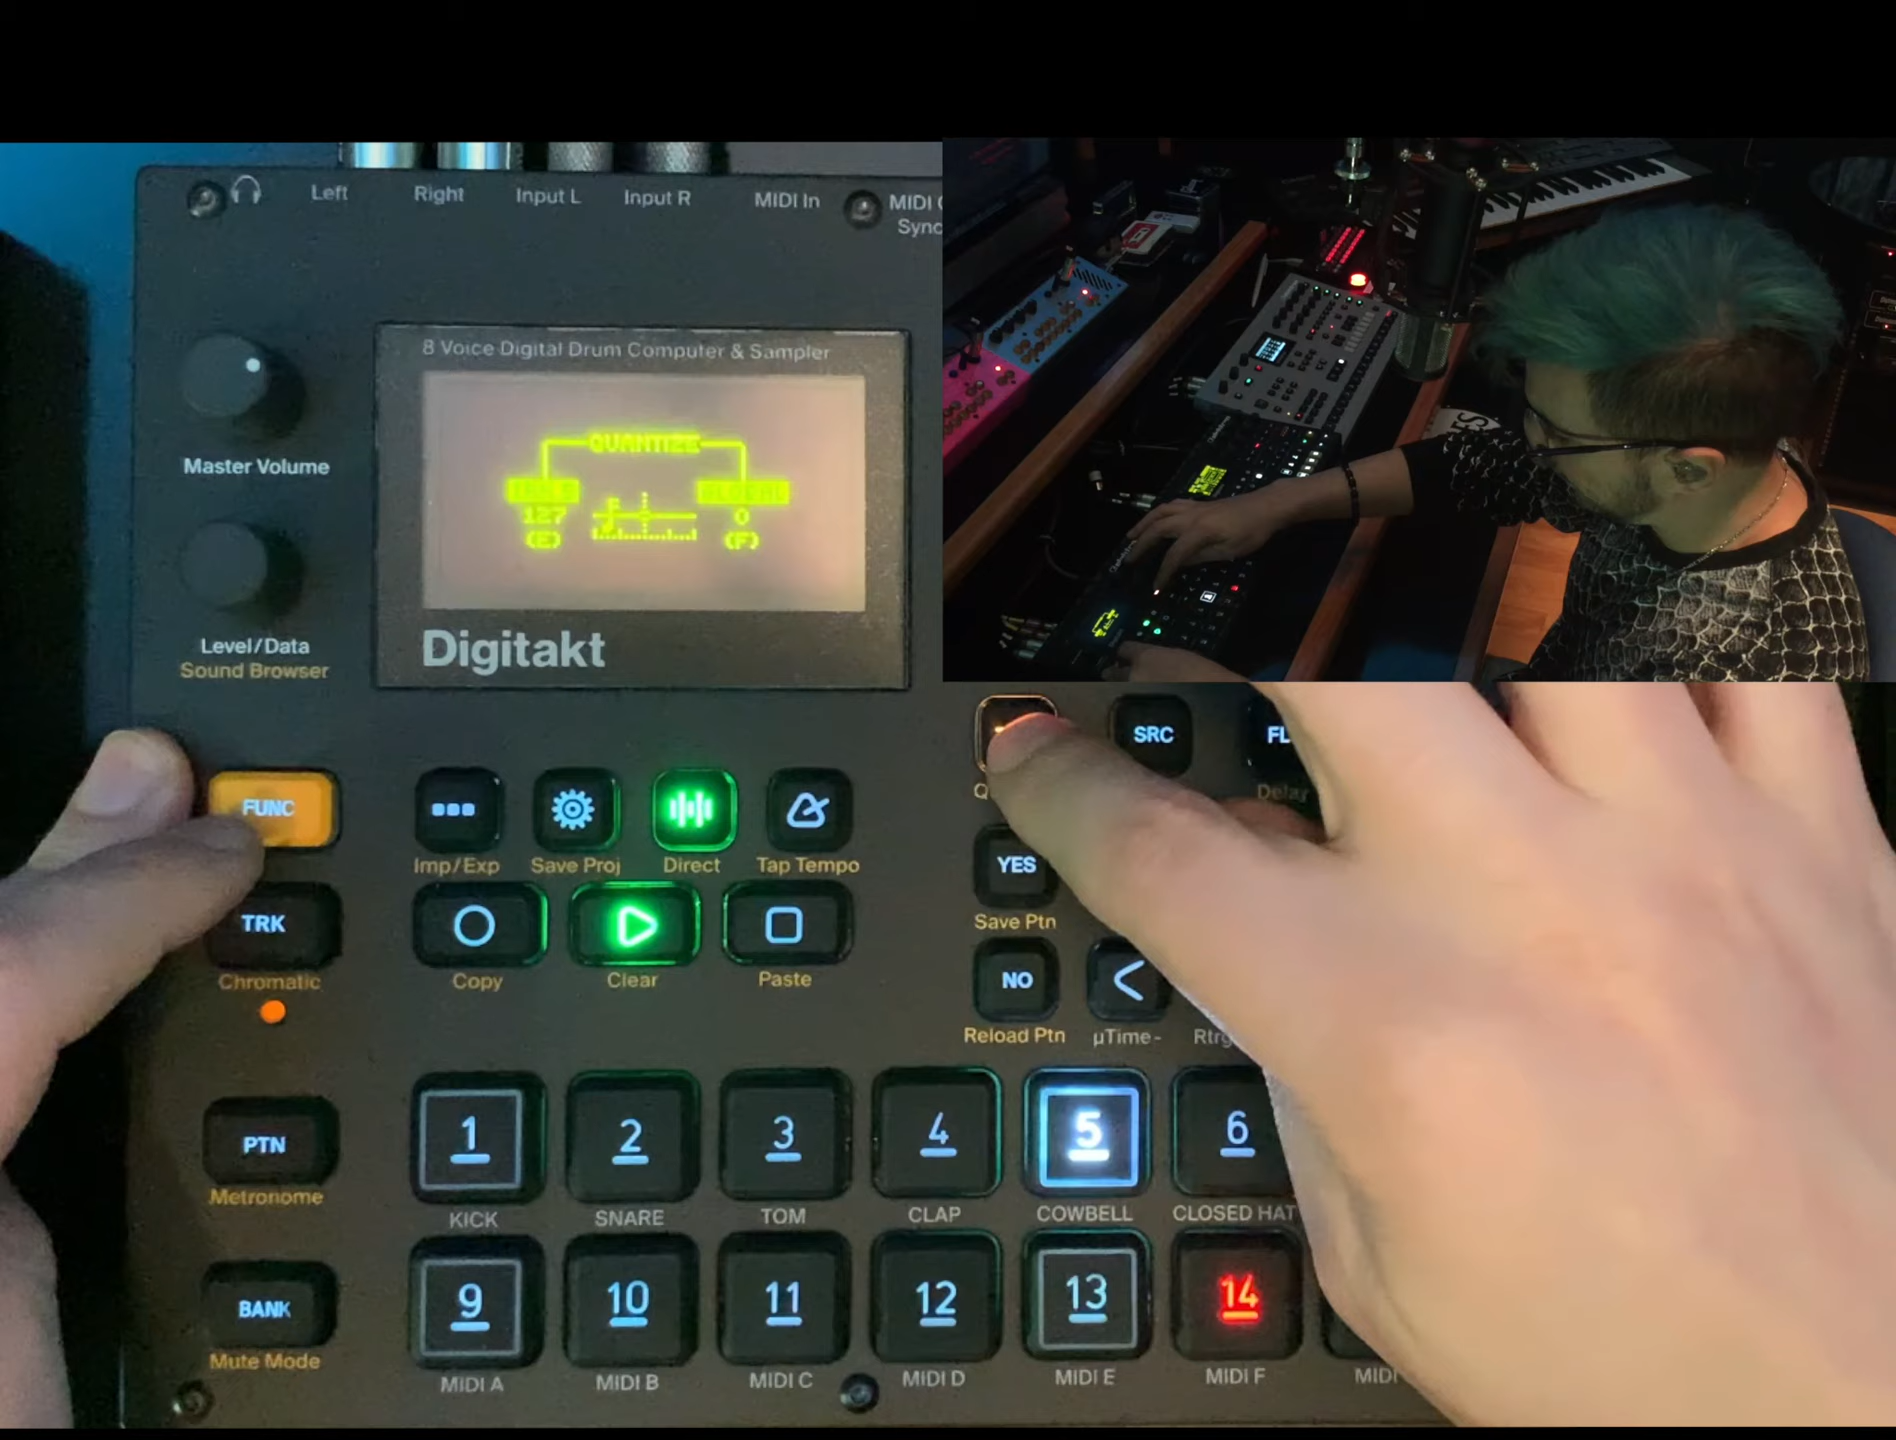 Left Right Input L Input R MIDI In MIDI
Sync
8 Voice Digital Drum Computer & Sampler
QUANTIZE
127 0
(E) (F)
Master Volume
Digitakt
Level/Data
Sound Browser
SRC
FUNC
Delay
Imp/Exp Save Proj Direct Tap Tempo
YES
TRK
Save Ptn
Chromatic
Copy Clear Paste
NO <
Reload Ptn µTime-
1 2 3 4 5 6
PTN
Metronome
KICK SNARE TOM CLAP COWBELL CLOSED HAT
9 10 11 12 13 14
BANK
Mute Mode
MIDI A MIDI B MIDI C MIDI D MIDI E MIDI F MIDI